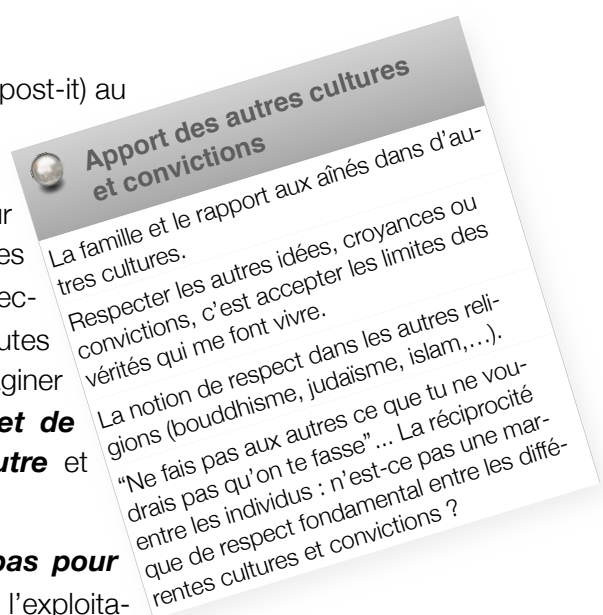 post-it) au
ur
es
ec-
utes
aginer
et de
utre et
pas pour
l'exploita-
Apport des autres cultures
et convictions
La famille et le rapport aux aînés dans d'au-
tres cultures.
Respecter les autres idées, croyances ou
convictions, c'est accepter les limites des
vérités qui me font vivre.
La notion de respect dans les autres reli-
gions (bouddhisme, judaïsme, islam,…).
“Ne fais pas aux autres ce que tu ne vou-
drais pas qu'on te fasse” ... La réciprocité
entre les individus : n'est-ce pas une mar-
que de respect fondamental entre les diffé-
rentes cultures et convictions ?